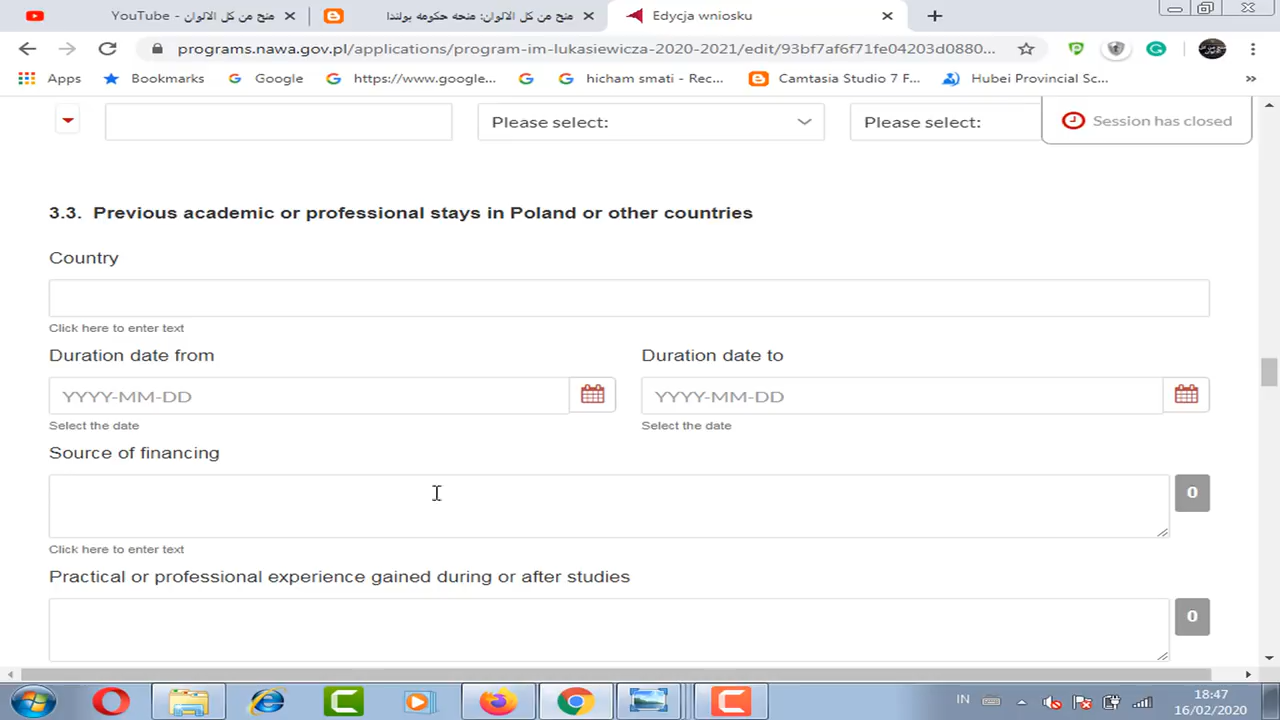 YouTube - منح من كل الالوان
منح من كل الالوان: منحه حكومه بولندا
Edycja wniosku
programs.nawa.gov.pl/applications/program-im-lukasiewicza-2020-2021/edit/93bf7af6f71fe04203d0880...
Apps Bookmarks Google https://www.google... hicham smati - Rec... Camtasia Studio 7 F... Hubei Provincial Sc... »
Please select: Please select: Session has closed
3.3. Previous academic or professional stays in Poland or other countries
Country
Click here to enter text
Duration date from Duration date to
YYYY-MM-DD YYYY-MM-DD
Select the date Select the date
Source of financing
0
Click here to enter text
Practical or professional experience gained during or after studies
0
IN 18:47
16/02/2020